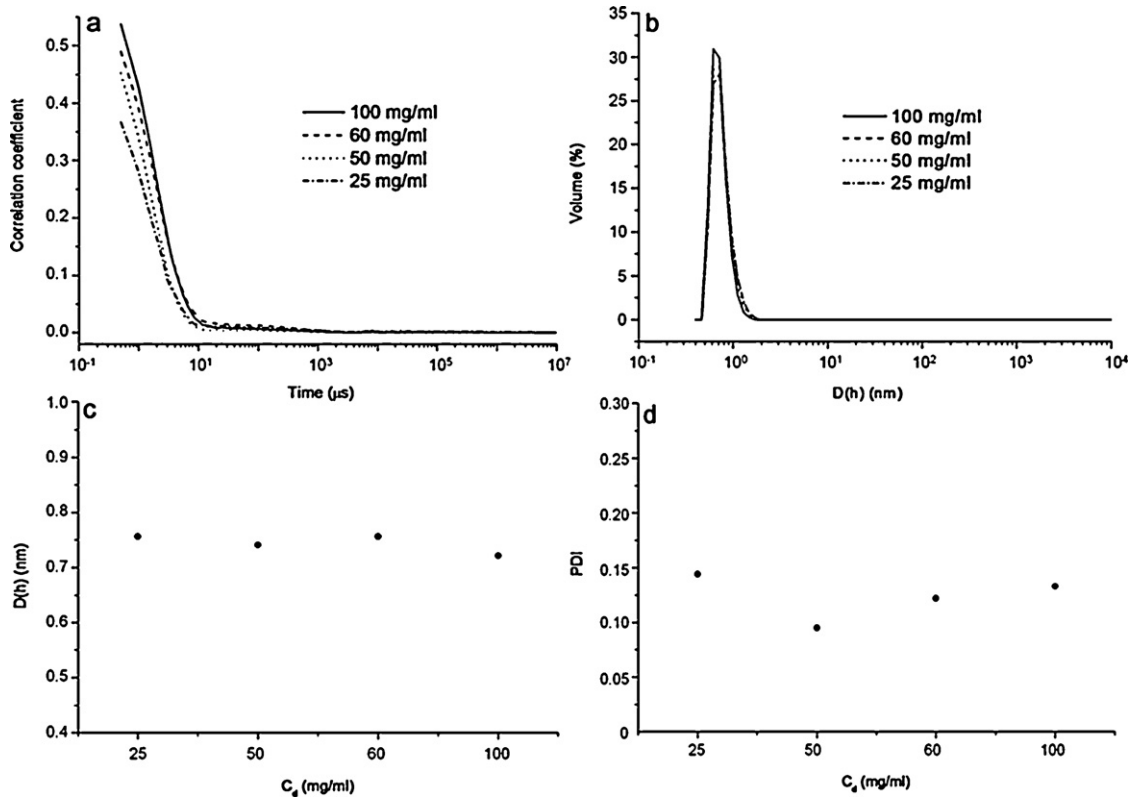 a
0.5
0.4
0.3
0.2
0.1
0.0
Correlation coefficient
100 mg/ml
60 mg/ml
50 mg/ml
25 mg/ml
10⁻¹ 10¹ 10³ 10⁴ 10⁵ 10⁷
Time (μs)
b
35
30
25
20
15
10
5
0
Volume (%)
100 mg/ml
60 mg/ml
50 mg/ml
25 mg/ml
10⁻¹ 10⁰ 10¹ 10² 10³ 10⁴
D(h) (nm)
c
1.0
0.9
0.8
0.7
0.6
0.5
0.4
D(h) (nm)
25 50 60 100
C_d (mg/ml)
d
0.30
0.25
0.20
0.15
0.10
0.05
0
PDI
25 50 60 100
C_d (mg/ml)